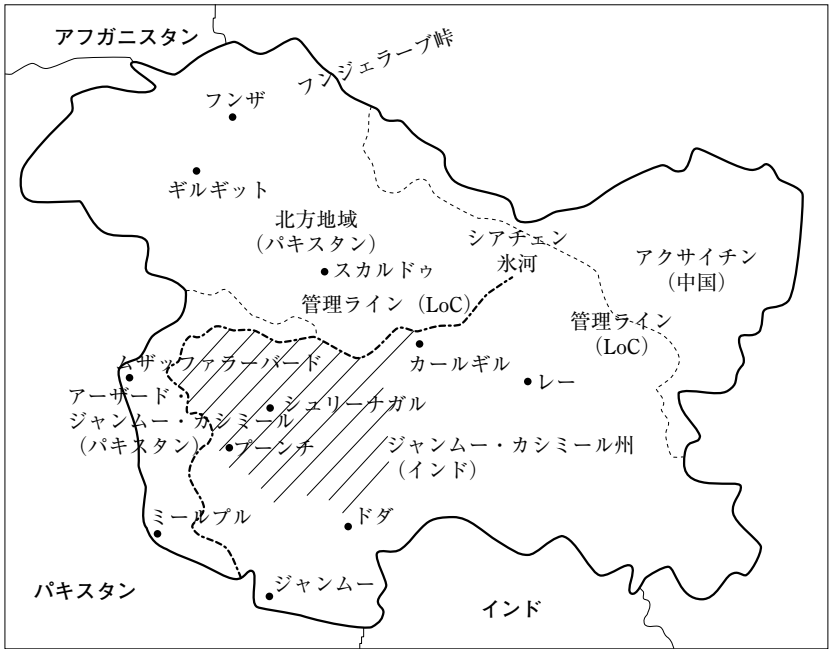 アフガニスタン
フンジェラーブ峠
フンザ
ギルギット
北方地域
(パキスタン)
シアチェン
氷河
アクサイチン
(中国)
スカルドゥ
管理ライン(LoC)
管理ライン
(LoC)
ムザッファラーバード
カールギル
レー
アーザード・
ジャンムー・カシミール
(パキスタン)
シュリーナガル
プーンチ
ジャンムー・カシミール州
(インド)
ミールプル
ドダ
ジャンムー
パキスタン
インド